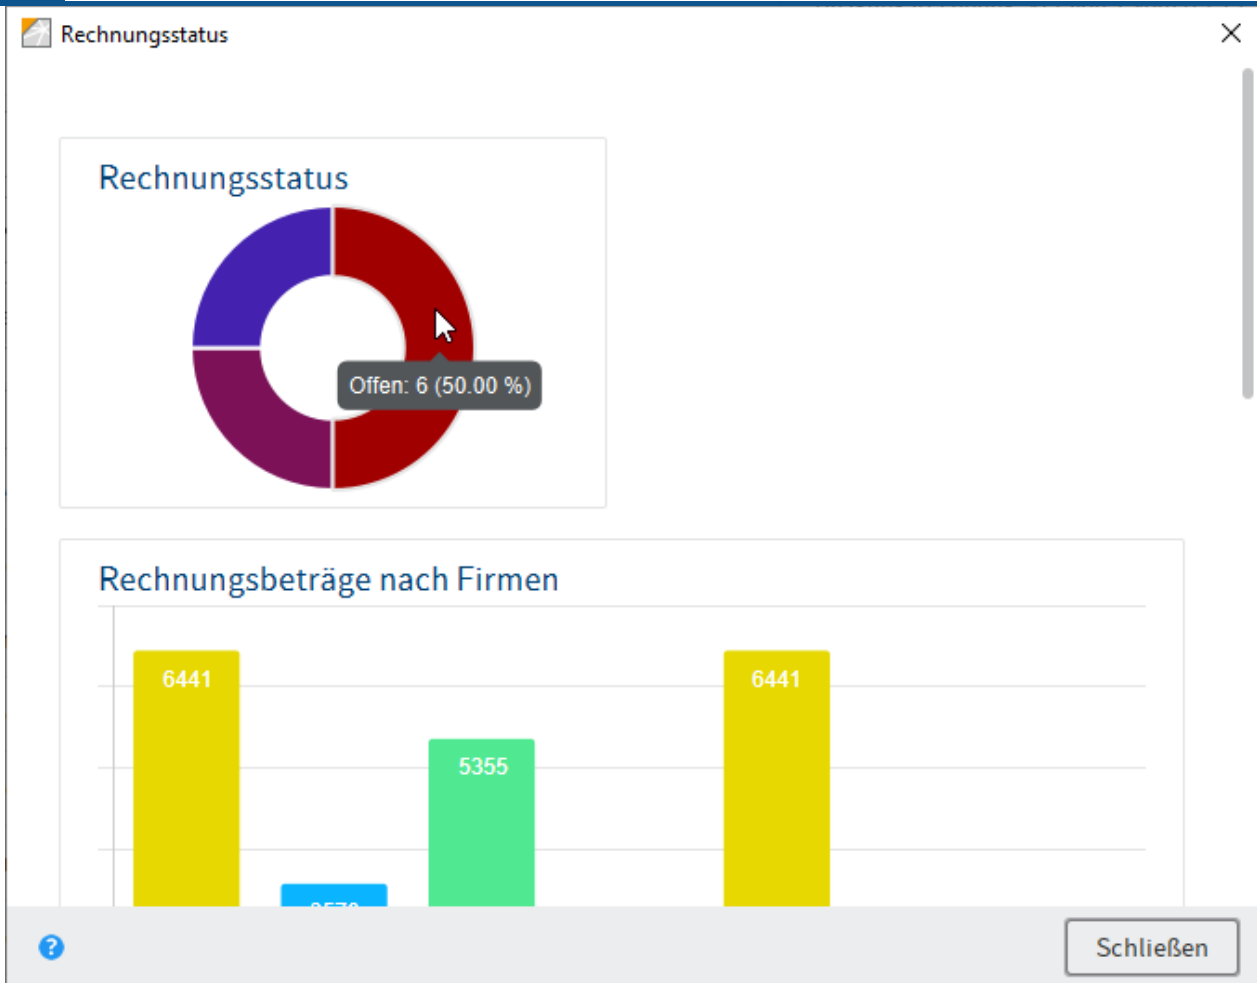 Rechnungsstatus
Rechnungsstatus
Offen: 6 (50.00 %)
Rechnungsbeträge nach Firmen
6441
6441
5355
Schließen